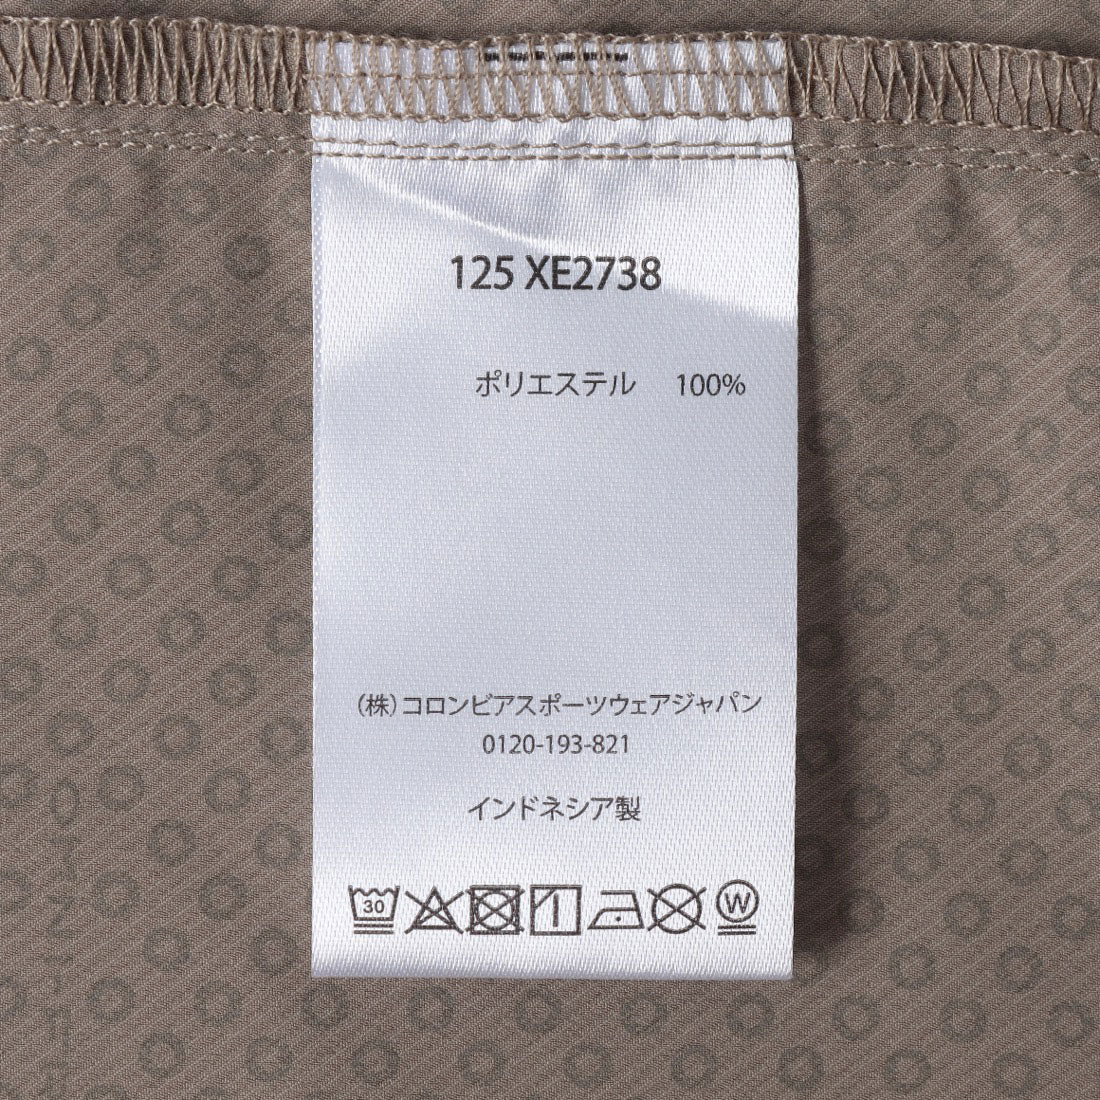 125 XE2738
ポリエステル 100%
(株)コロンビアスポーツウェアジャパン
0120-193-821
インドネシア製
30 W